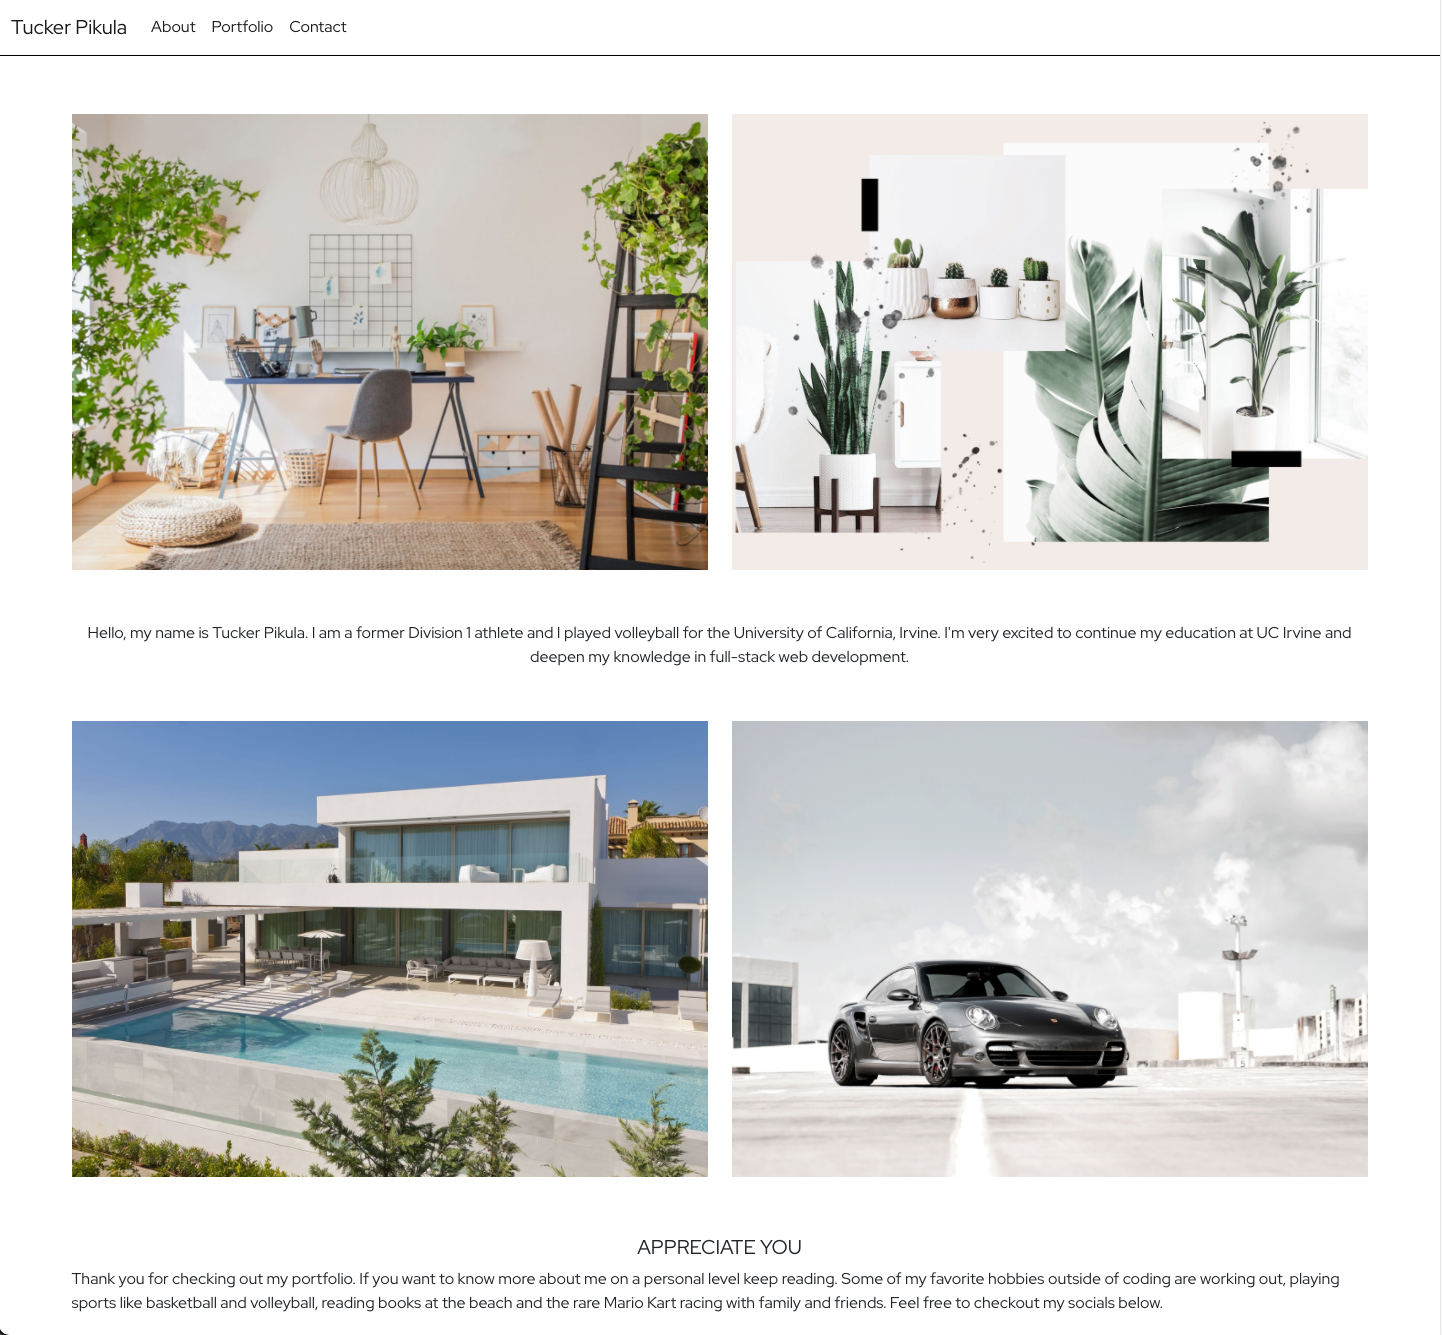 Tucker Pikula About Portfolio Contact
Hello, my name is Tucker Pikula. I am a former Division 1 athlete and I played volleyball for the University of California, Irvine. I'm very excited to continue my education at UC Irvine and
deepen my knowledge in full-stack web development.
APPRECIATE YOU
Thank you for checking out my portfolio. If you want to know more about me on a personal level keep reading. Some of my favorite hobbies outside of coding are working out, playing
sports like basketball and volleyball, reading books at the beach and the rare Mario Kart racing with family and friends. Feel free to checkout my socials below.